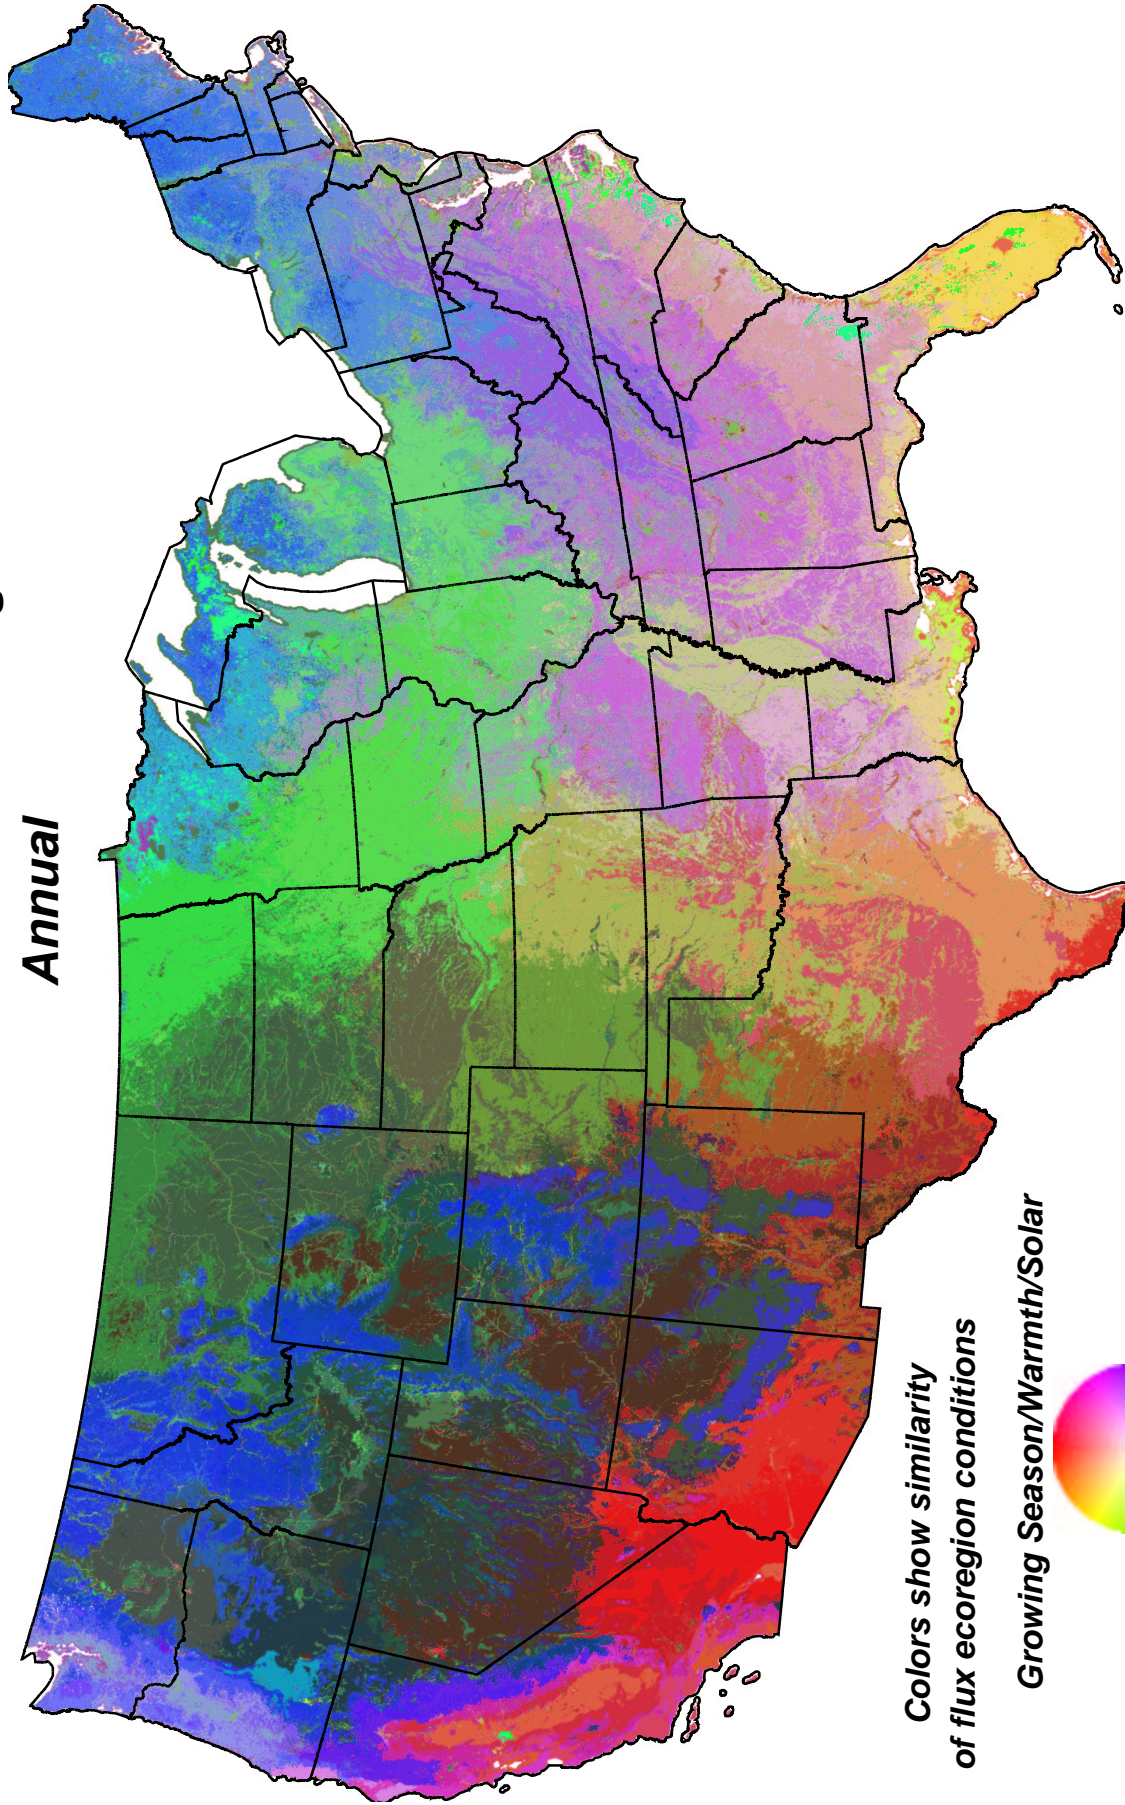 Annual
Colors show similarity
of flux ecoregion conditions
Growing Season/Warmth/Solar